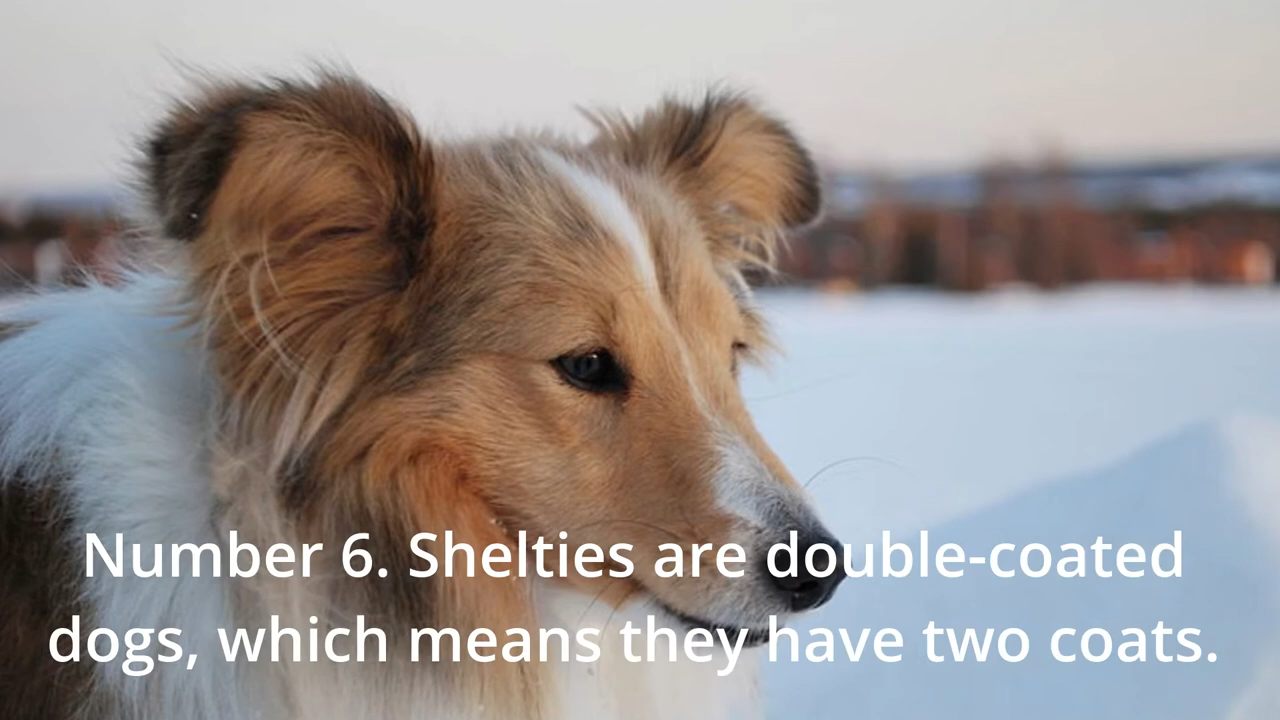 Number 6. Shelties are double-coated
dogs, which means they have two coats.